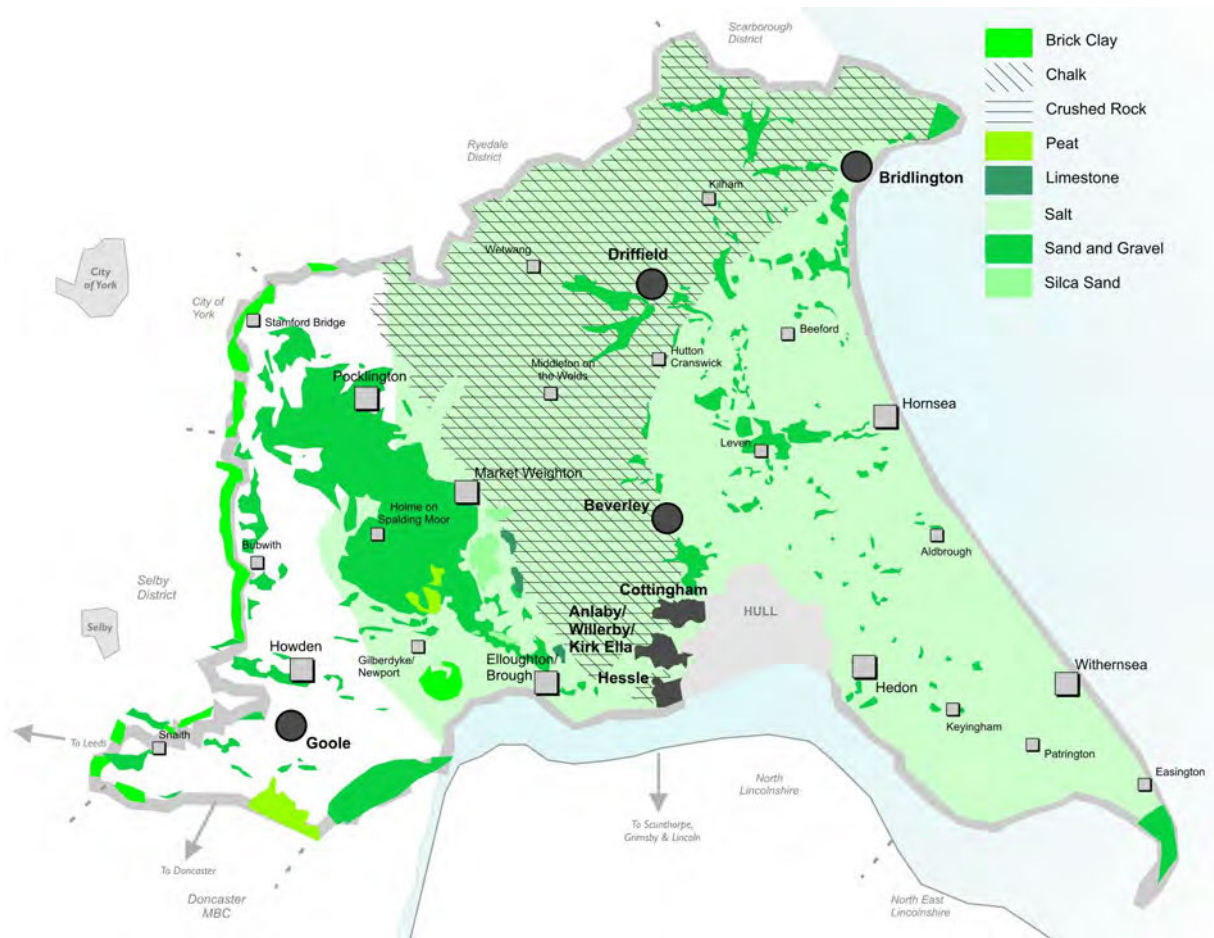 Scarborough
District
Brick Clay
Chalk
Crushed Rock
Peat
Limestone
Salt
Sand and Gravel
Silca Sand
Ryedale
District
Bridlington
Kilham
Wetwang
Driffield
City
of York
City of
York
Stamford Bridge
Beeford
Hutton
Cranswick
Middleton on
the Wolds
Pocklington
Hornsea
Leven
Market Weighton
Holme on
Spalding Moor
Beverley
Bubwith
Aldbrough
Selby
District
Selby
Cottingham
HULL
Anlaby/
Willerby/
Kirk Ella
Howden
Gilberdyke/
Newport
Elloughton/
Brough
Hessle
Hedon
Withernsea
Keyingham
Patrington
Easington
To Leeds
Snaith
Goole
North
Lincolnshire
To Scunthorpe,
Grimsby & Lincoln
To Doncaster
Doncaster
MBC
North East
Lincolnshire